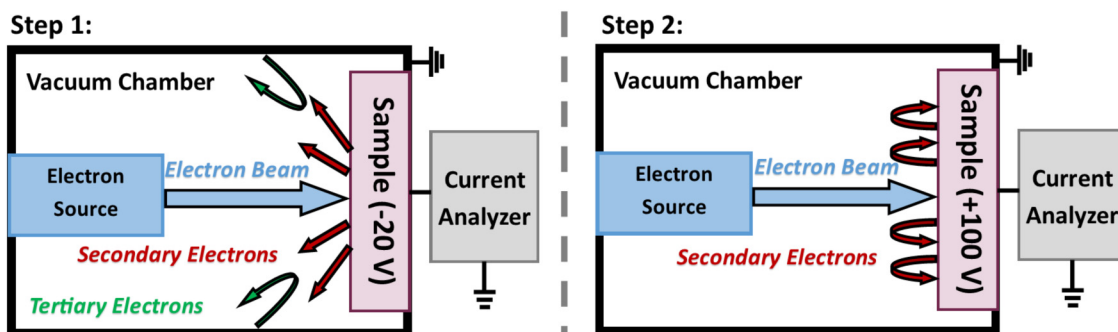 Step 1:
Vacuum Chamber
Electron
Source
Electron Beam
Secondary Electrons
Tertiary Electrons
Sample (-20 V)
Current
Analyzer
Step 2:
Vacuum Chamber
Electron
Source
Electron Beam
Secondary Electrons
Sample (+100 V)
Current
Analyzer